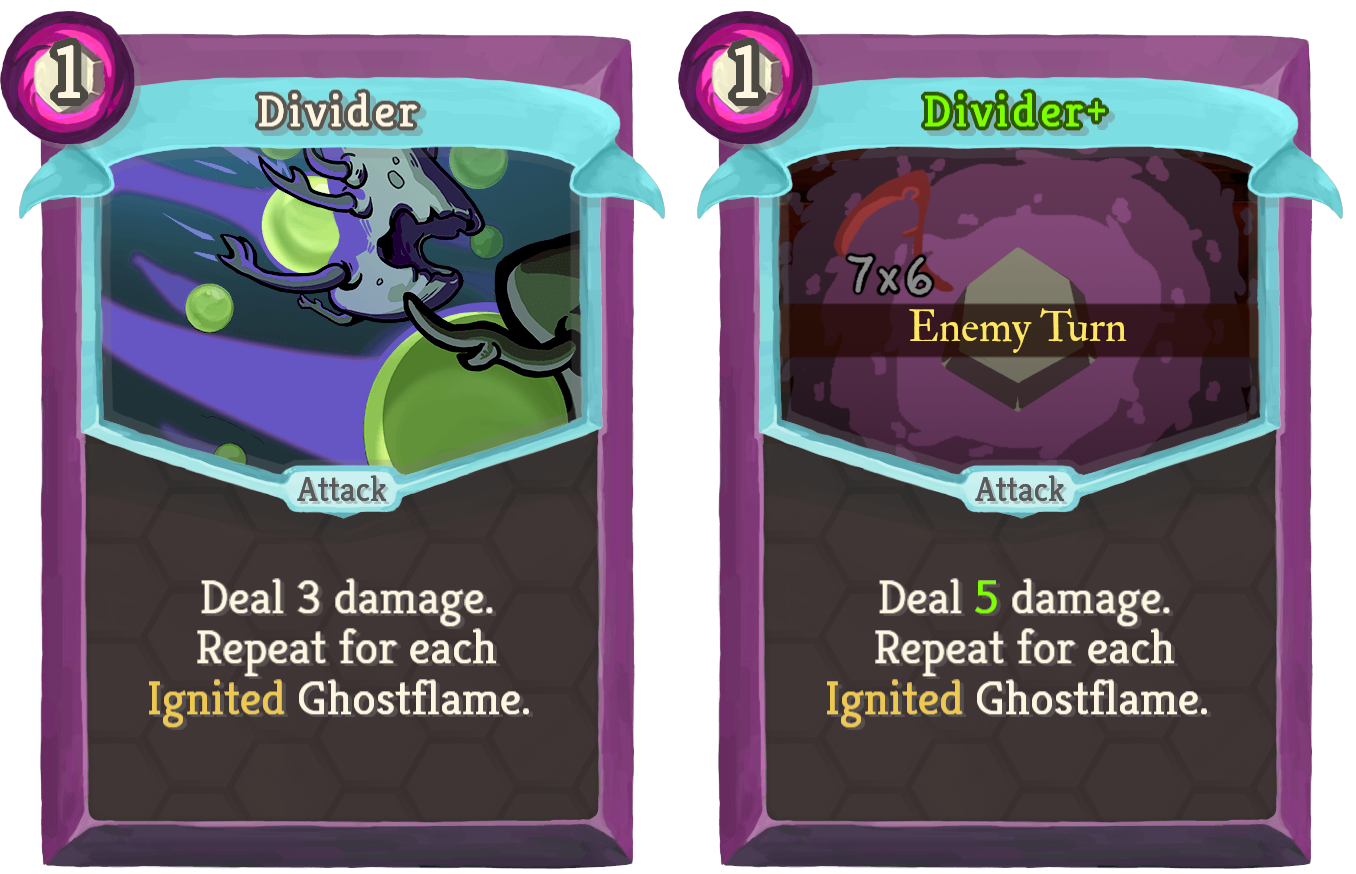 1
Divider
Attack
Deal 3 damage.
Repeat for each
Ignited Ghostflame.
1
Divider+
7x6
Enemy Turn
Attack
Deal 5 damage.
Repeat for each
Ignited Ghostflame.